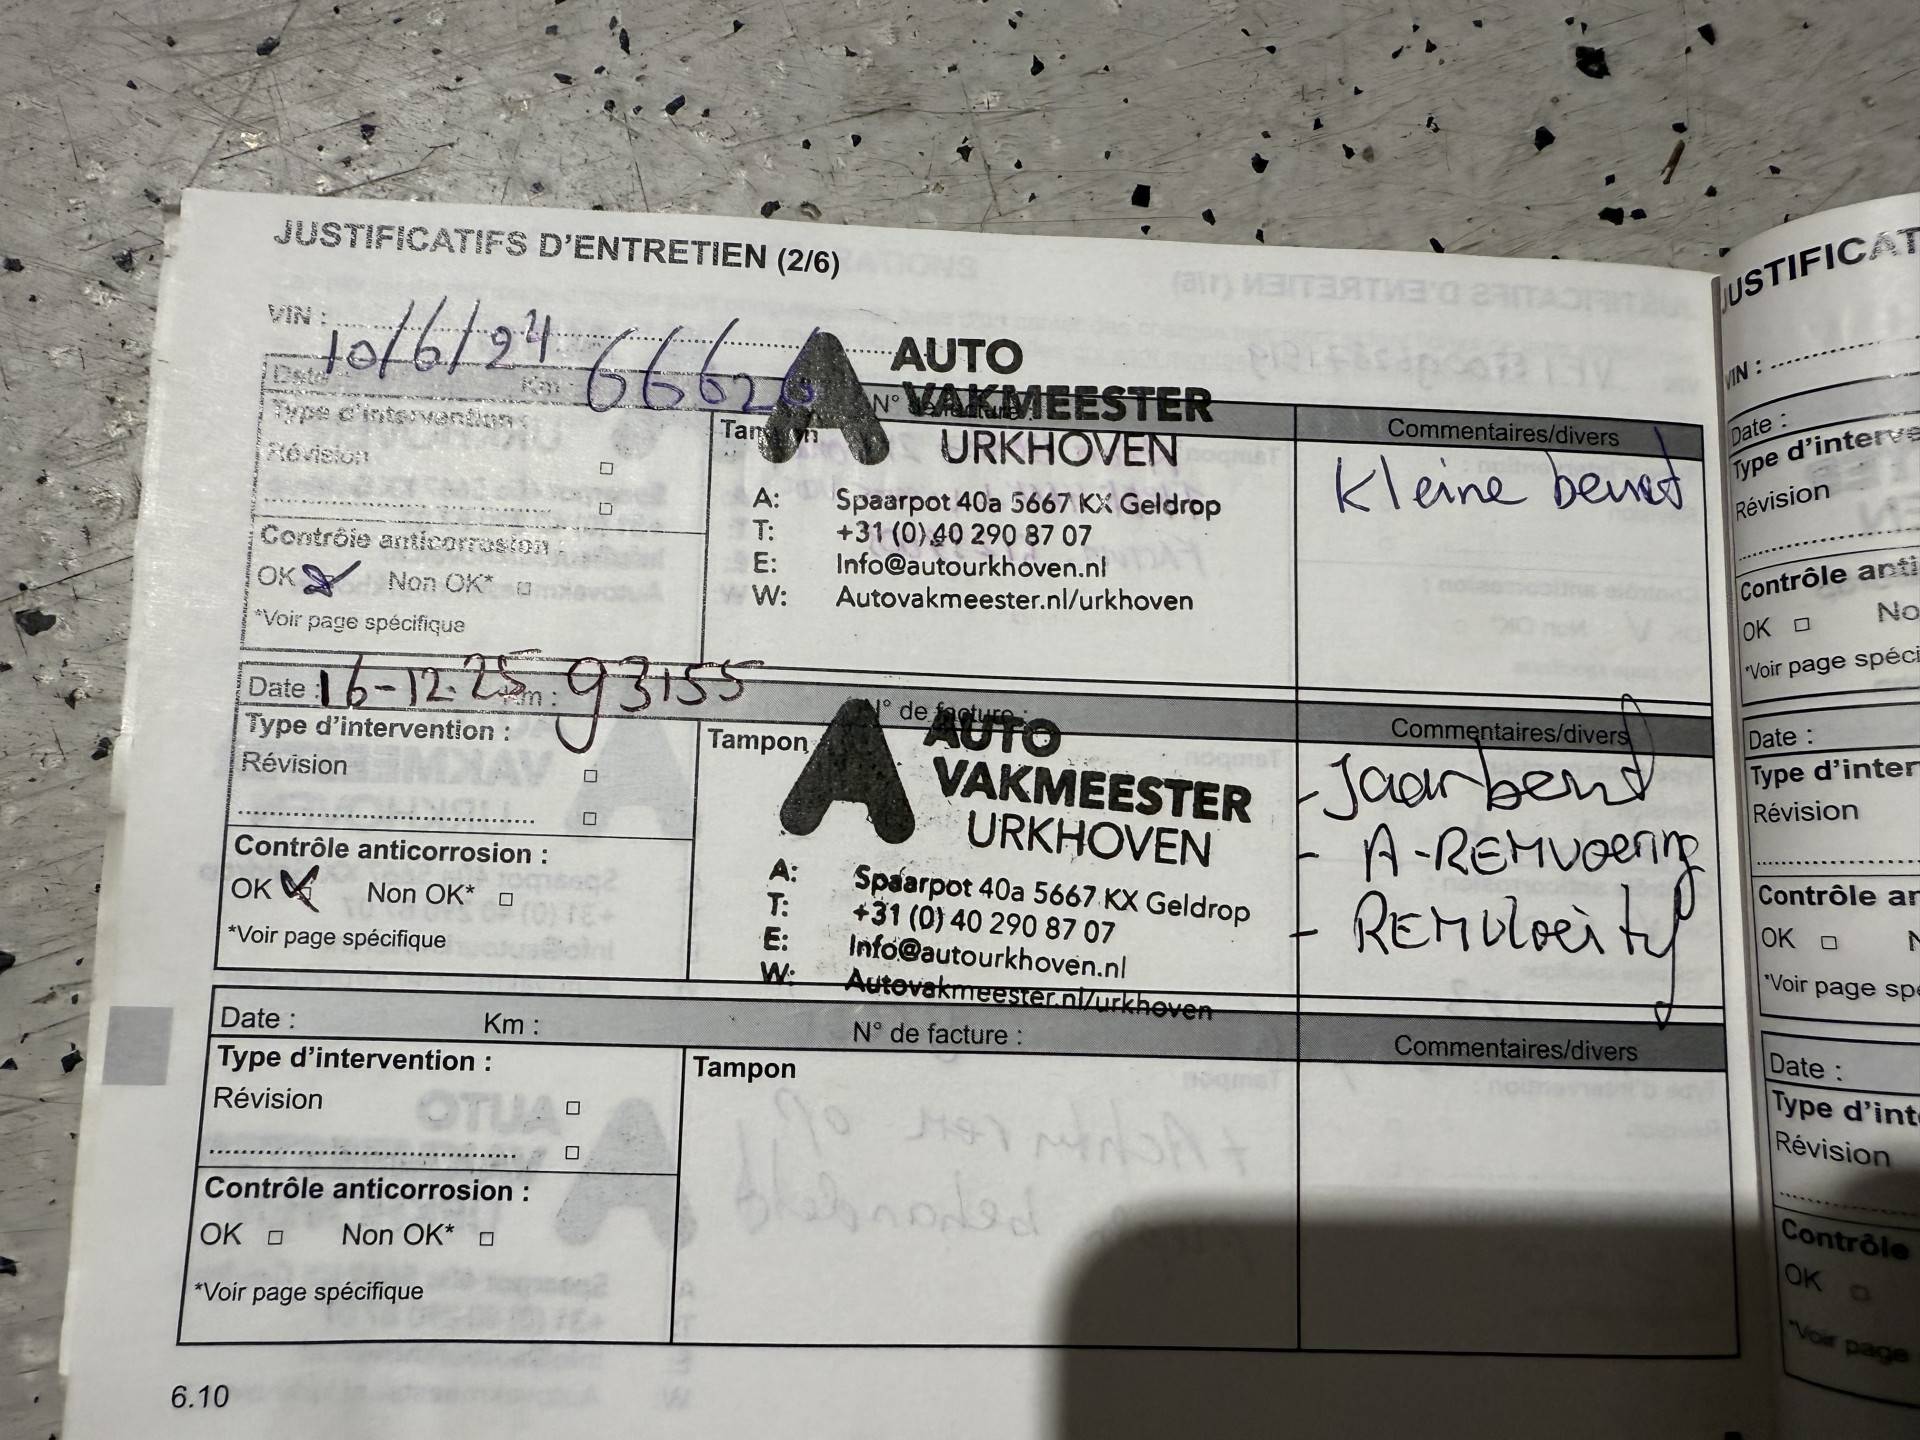 JUSTIFICATIFS D'ENTRETIEN (2/6)
VIN :
Date : 10/6/24 Km : 66620 N° de facture :
Commentaires/divers
Type d'intervention :
Révision
Contrôle anticorrosion :
OK Non OK*
*Voir page spécifique
Tampon
AUTO
VAKMEESTER
URKHOVEN
A: Spaarpot 40a 5667 KX Geldrop
T: +31 (0) 40 290 87 07
E: Info@autourkhoven.nl
W: Autovakmeester.nl/urkhoven
Kleine beurt
Date : 16-12-25 Km : 93155 N° de facture :
Commentaires/divers
Type d'intervention :
Révision
Contrôle anticorrosion :
OK Non OK*
*Voir page spécifique
Tampon
AUTO
VAKMEESTER
URKHOVEN
A: Spaarpot 40a 5667 KX Geldrop
T: +31 (0) 40 290 87 07
E: Info@autourkhoven.nl
W: Autovakmeester.nl/urkhoven
- Jaarbeurt
- A-REMVOERING
- REMVloeistof
Date : Km : N° de facture :
Commentaires/divers
Type d'intervention :
Révision
Contrôle anticorrosion :
OK Non OK*
*Voir page spécifique
Tampon
6.10
JUSTIFICAT
VIN :
Date :
Type d'interve
Révision
Contrôle anti
OK No
*Voir page spéci
Date :
Type d'inter
Révision
Contrôle an
OK N
*Voir page spe
Date :
Type d'int
Révision
Contrôle
OK
*Voir page